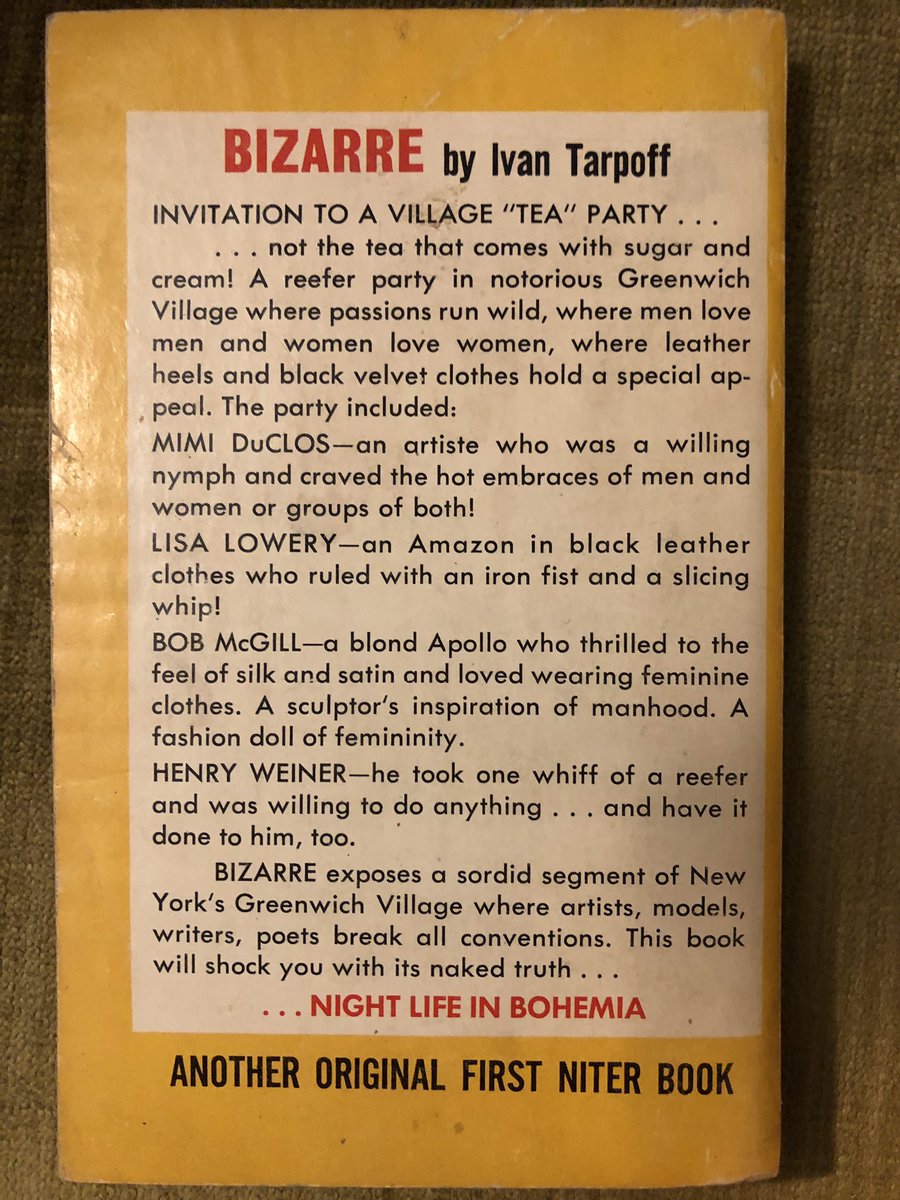 BIZARRE by Ivan Tarpoff
INVITATION TO A VILLAGE "TEA" PARTY . . .
. . . not the tea that comes with sugar and
cream! A reefer party in notorious Greenwich
Village where passions run wild, where men love
men and women love women, where leather
heels and black velvet clothes hold a special ap-
peal. The party included:
MIMI DuCLOS—an artiste who was a willing
nymph and craved the hot embraces of men and
women or groups of both!
LISA LOWERY—an Amazon in black leather
clothes who ruled with an iron fist and a slicing
whip!
BOB McGILL—a blond Apollo who thrilled to the
feel of silk and satin and loved wearing feminine
clothes. A sculptor's inspiration of manhood. A
fashion doll of femininity.
HENRY WEINER—he took one whiff of a reefer
and was willing to do anything . . . and have it
done to him, too.
BIZARRE exposes a sordid segment of New
York's Greenwich Village where artists, models,
writers, poets break all conventions. This book
will shock you with its naked truth . . .
. . . NIGHT LIFE IN BOHEMIA
ANOTHER ORIGINAL FIRST NITER BOOK